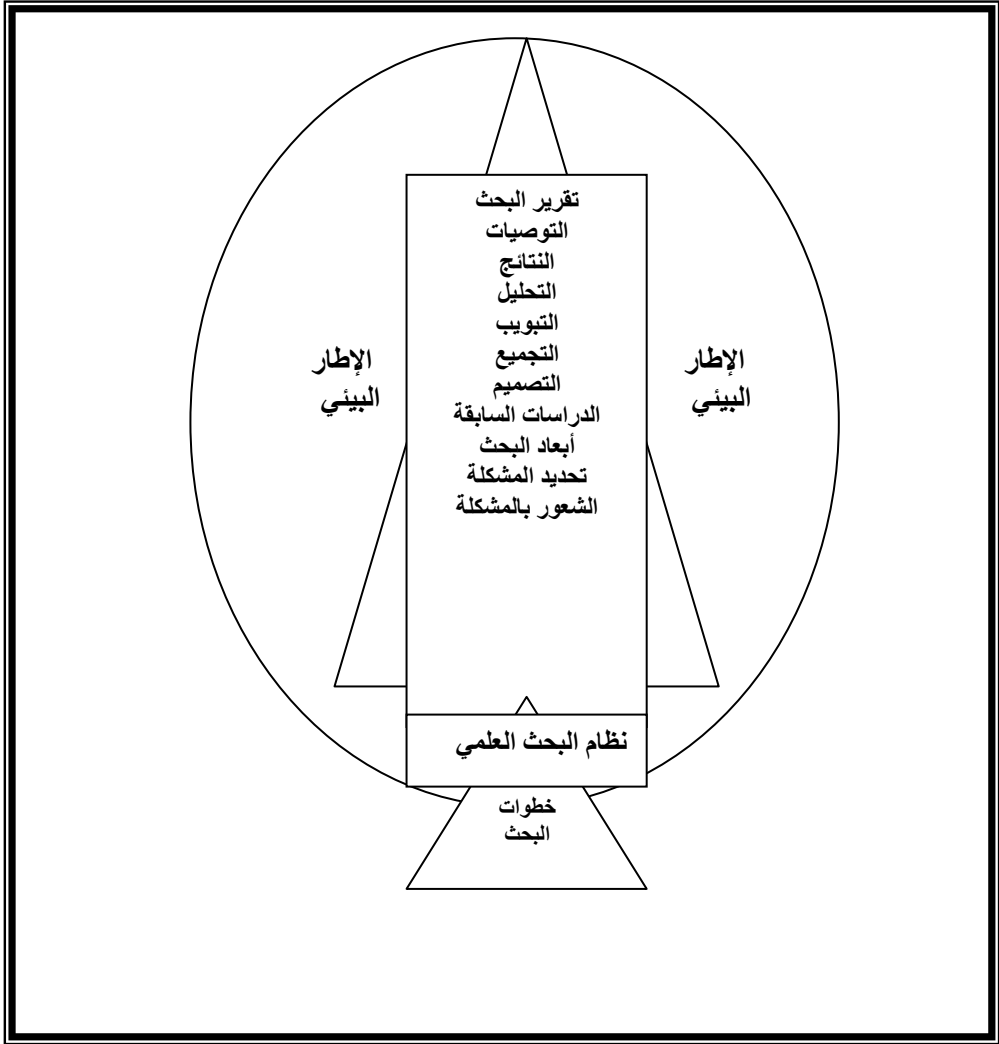 تقرير البحث
التوصيات
النتائج
التحليل
التبويب
التجميع
التصميم
الدراسات السابقة
أبعاد البحث
تحديد المشكلة
الشعور بالمشكلة
الإطار
البيئي
الإطار
البيئي
نظام البحث العلمي
خطوات
البحث